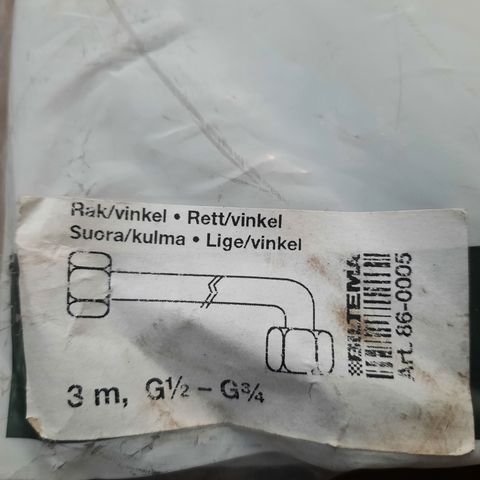 Rak/vinkel • Rett/vinkel
Suora/kulma • Lige/vinkel
3 m, G½ – G¾
BILTEMA
Art. 86-0005